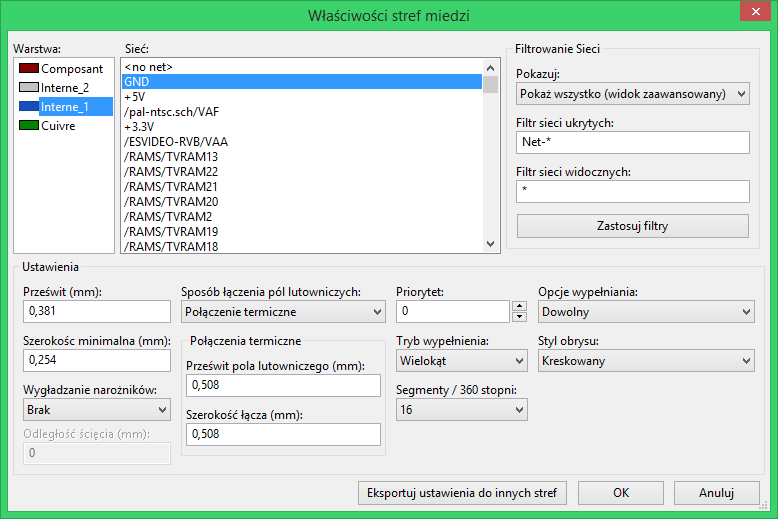 Właściwości stref miedzi
Warstwa:
Composant
Interne_2
Interne_1
Cuivre
Sieć:
<no net>
GND
+5V
/pal-ntsc.sch/VAF
+3.3V
/ESVIDEO-RVB/VAA
/RAMS/TVRAM13
/RAMS/TVRAM22
/RAMS/TVRAM21
/RAMS/TVRAM20
/RAMS/TVRAM2
/RAMS/TVRAM19
/RAMS/TVRAM18
Filtrowanie Sieci
Pokazuj:
Pokaż wszystko (widok zaawansowany)
Filtr sieci ukrytych:
Net-*
Filtr sieci widocznych:
*
Zastosuj filtry
Ustawienia
Prześwit (mm):
0,381
Szerokośc minimalna (mm):
0,254
Wygładzanie narożników:
Brak
Odległość ścięcia (mm):
0
Sposób łączenia pól lutowniczych:
Połączenie termiczne
Połączenia termiczne
Prześwit pola lutowniczego (mm):
0,508
Szerokość łącza (mm):
0,508
Priorytet:
0
Tryb wypełnienia:
Wielokąt
Segmenty / 360 stopni:
16
Opcje wypełniania:
Dowolny
Styl obrysu:
Kreskowany
Eksportuj ustawienia do innych stref
OK
Anuluj